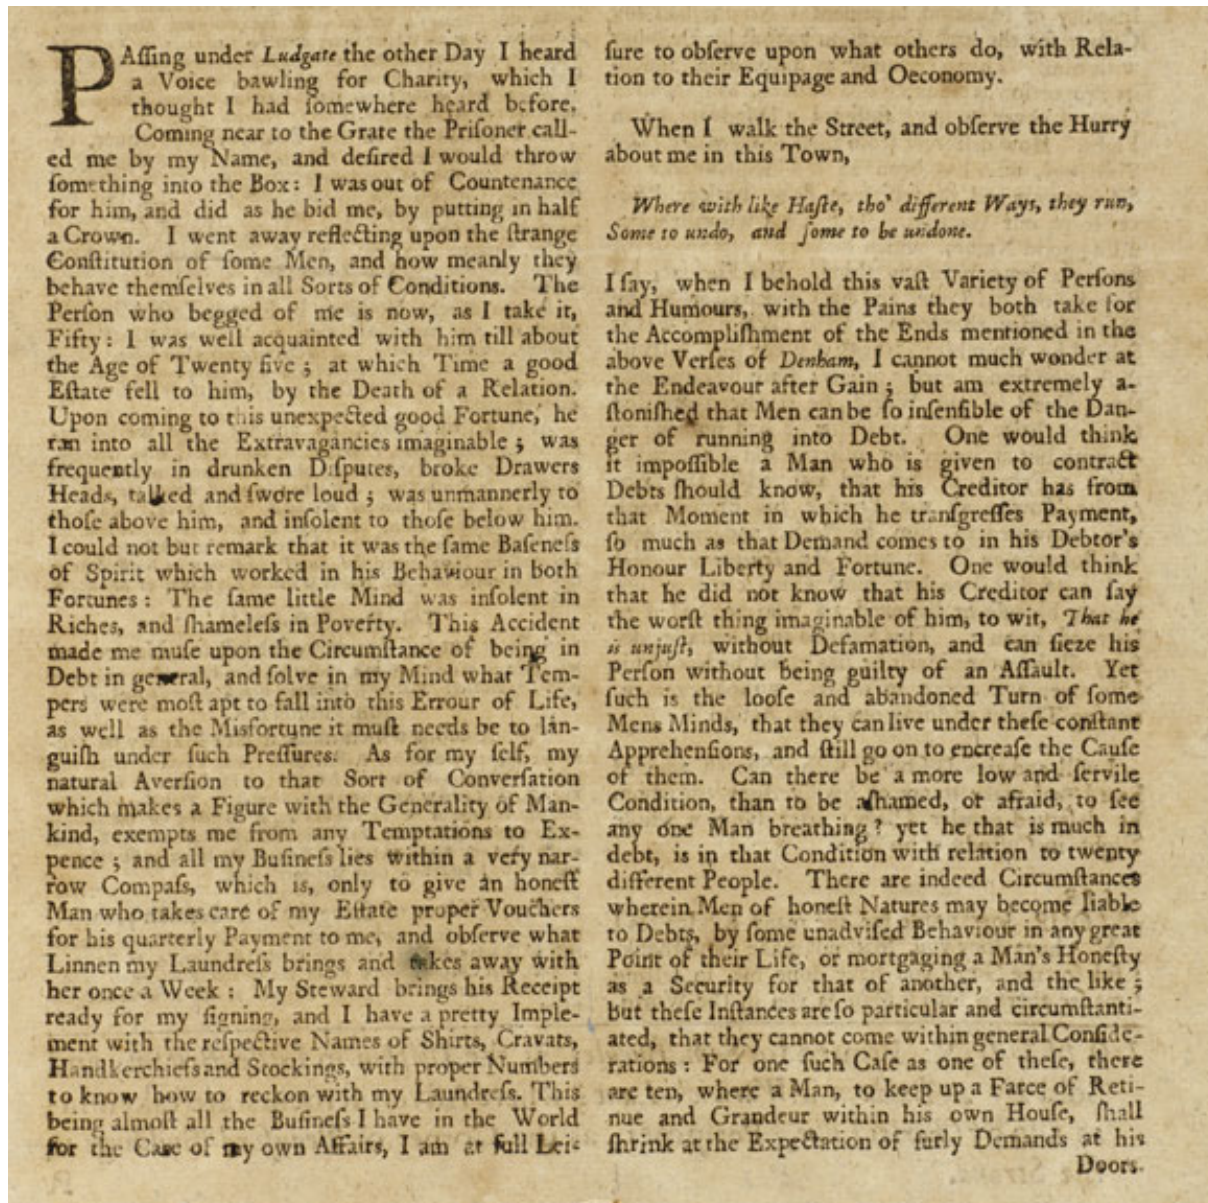 PAſſing under Ludgate the other Day I heard
a Voice bawling for Charity, which I
thought I had ſomewhere heard before.
Coming near to the Grate the Priſoner call-
ed me by my Name, and deſired I would throw
ſomething into the Box: I was out of Countenance
for him, and did as he bid me, by putting in half
a Crown. I went away reflecting upon the ſtrange
Conſtitution of ſome Men, and how meanly they
behave themſelves in all Sorts of Conditions. The
Perſon who begged of me is now, as I take it,
Fifty: I was well acquainted with him till about
the Age of Twenty five; at which Time a good
Eſtate fell to him, by the Death of a Relation.
Upon coming to this unexpected good Fortune, he
ran into all the Extravagancies imaginable; was
frequently in drunken Diſputes, broke Drawers
Heads, talked and ſwore loud; was unmannerly to
thoſe above him, and inſolent to thoſe below him.
I could not but remark that it was the ſame Baſeneſs
of Spirit which worked in his Behaviour in both
Fortunes: The ſame little Mind was inſolent in
Riches, and ſhameleſs in Poverty. This Accident
made me muſe upon the Circumſtance of being in
Debt in general, and ſolve in my Mind what Tem-
pers were moſt apt to fall into this Errour of Life,
as well as the Misfortune it muſt needs be to lan-
guiſh under ſuch Preſſures. As for my ſelf, my
natural Averſion to that Sort of Converſation
which makes a Figure with the Generality of Man-
kind, exempts me from any Temptations to Ex-
pence; and all my Buſineſs lies within a very nar-
row Compaſs, which is, only to give an honeſt
Man who takes care of my Eſtate proper Vouchers
for his quarterly Payment to me, and obſerve what
Linnen my Laundreſs brings and takes away with
her once a Week: My Steward brings his Receipt
ready for my ſigning, and I have a pretty Imple-
ment with the reſpective Names of Shirts, Cravats,
Handkerchiefs and Stockings, with proper Numbers
to know how to reckon with my Laundreſs. This
being almoſt all the Buſineſs I have in the World
for the Care of my own Affairs, I am at full Lei-
ſure to obſerve upon what others do, with Rela-
tion to their Equipage and Oeconomy.
When I walk the Street, and obſerve the Hurry
about me in this Town,
Where with like Haſte, tho' different Ways, they run,
Some to undo, and ſome to be undone.
I ſay, when I behold this vaſt Variety of Perſons
and Humours, with the Pains they both take for
the Accompliſhment of the Ends mentioned in the
above Verſes of Denham, I cannot much wonder at
the Endeavour after Gain; but am extremely a-
ſtoniſhed that Men can be ſo inſenſible of the Dan-
ger of running into Debt. One would think
it impoſſible a Man who is given to contract
Debts ſhould know, that his Creditor has from
that Moment in which he tranſgreſſes Payment,
ſo much as that Demand comes to in his Debtor's
Honour Liberty and Fortune. One would think
that he did not know that his Creditor can ſay
the worſt thing imaginable of him, to wit, That he
is unjuſt, without Defamation, and can ſieze his
Perſon without being guilty of an Aſſault. Yet
ſuch is the looſe and abandoned Turn of ſome
Mens Minds, that they can live under theſe conſtant
Apprehenſions, and ſtill go on to encreaſe the Cauſe
of them. Can there be a more low and ſervile
Condition, than to be aſhamed, or afraid, to ſee
any one Man breathing? yet he that is much in
debt, is in that Condition with relation to twenty
different People. There are indeed Circumſtances
wherein Men of honeſt Natures may become liable
to Debts, by ſome unadviſed Behaviour in any great
Point of their Life, or mortgaging a Man's Honeſty
as a Security for that of another, and the like;
but theſe Inſtances are ſo particular and circumſtanti-
ated, that they cannot come within general Conſide-
rations: For one ſuch Caſe as one of theſe, there
are ten, where a Man, to keep up a Farce of Reti-
nue and Grandeur within his own Houſe, ſhall
ſhrink at the Expectation of ſurly Demands at his
Doors.